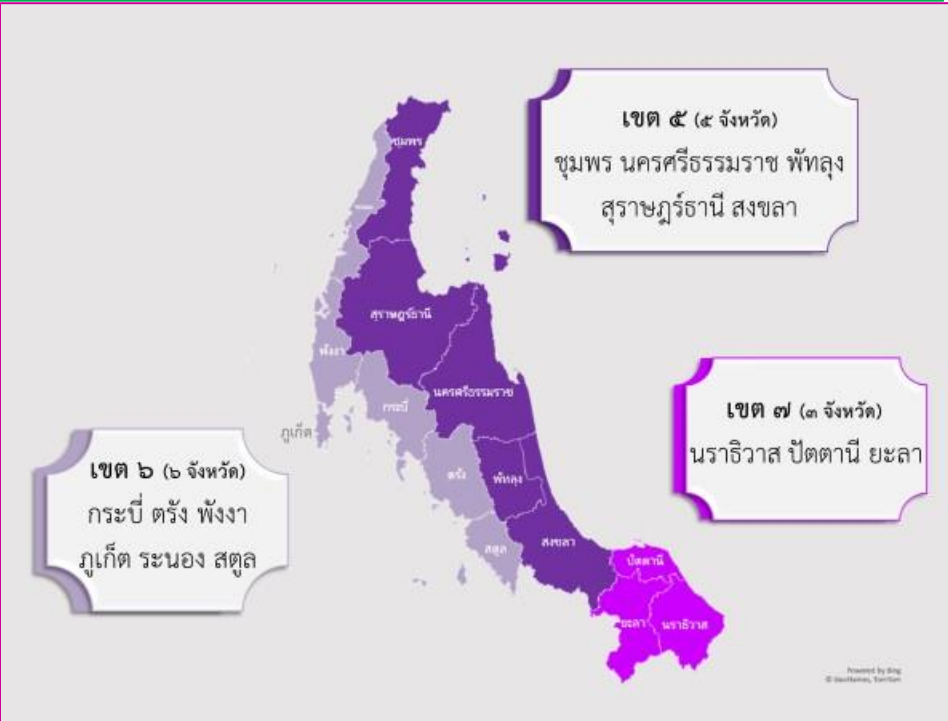 เขต ๕ (๕ จังหวัด)
ชุมพร นครศรีธรรมราช พัทลุง
สุราษฎร์ธานี สงขลา
เขต ๗ (๓ จังหวัด)
นราธิวาส ปัตตานี ยะลา
เขต ๖ (๖ จังหวัด)
กระบี่ ตรัง พังงา
ภูเก็ต ระนอง สตูล
ชุมพร
สุราษฎร์ธานี
พังงา
นครศรีธรรมราช
กระบี่
ภูเก็ต
ตรัง
พัทลุง
สงขลา
สตูล
ปัตตานี
ยะลา
นราธิวาส
Powered by Bing
© GeoNames, TomTom